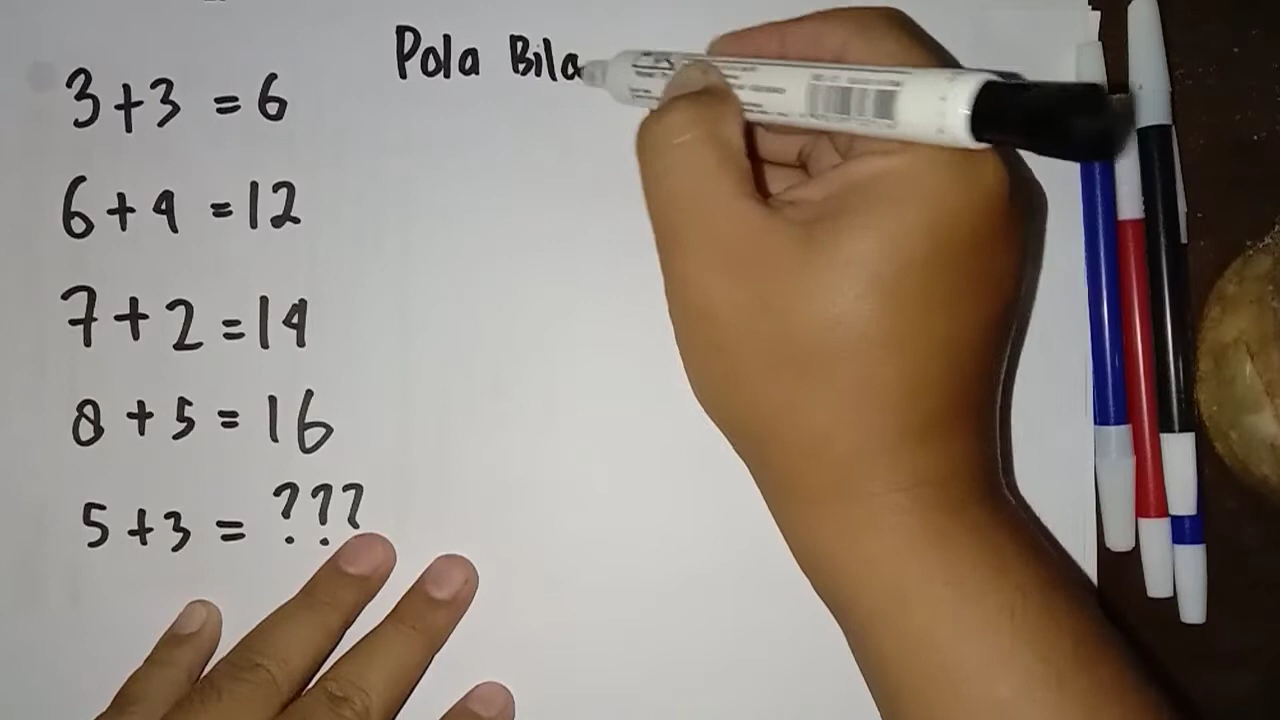 Pola Bila
3+3 = 6
6+4 = 12
7+2 = 14
8+5 = 16
5+3 = ???